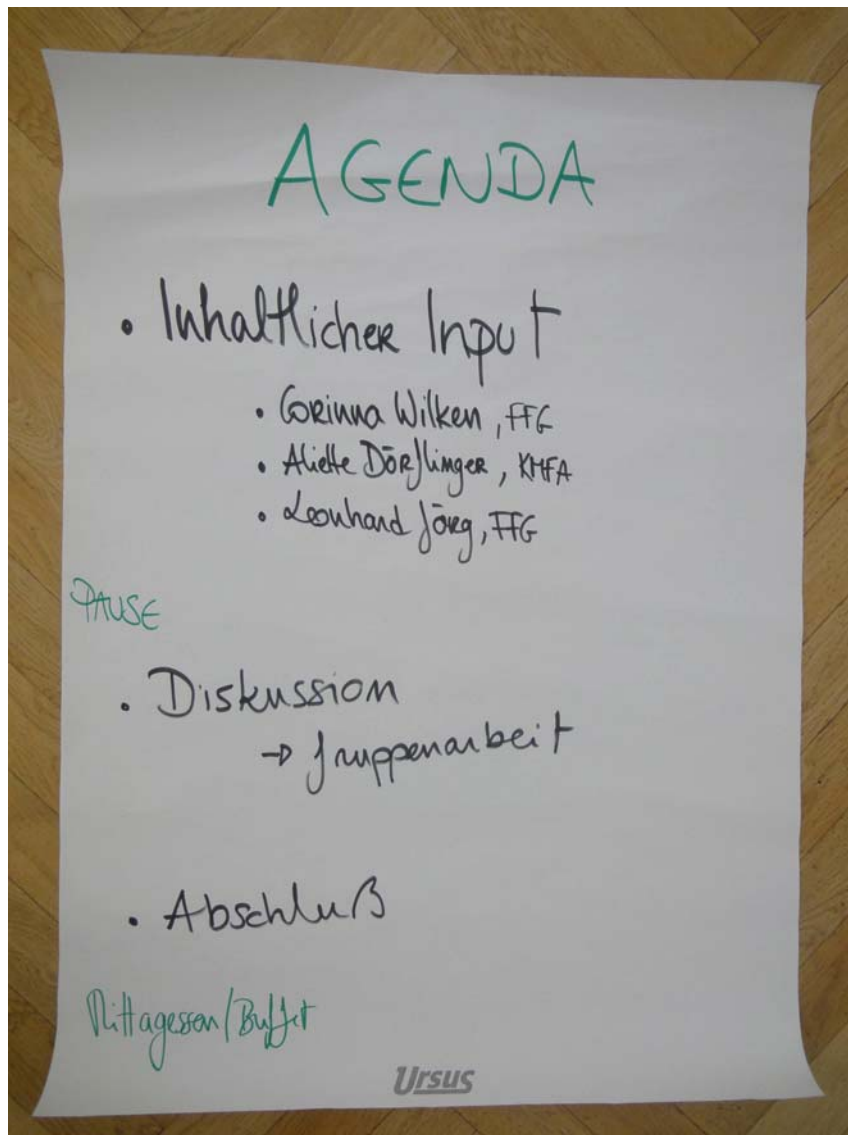 AGENDA
• Inhaltlicher Input
• Corinna Wilken, FFG
• Aliette Dörflinger, KMFA
• Leonhard Jörg, FFG
PAUSE
• Diskussion
→ Gruppenarbeit
• Abschluß
Mittagessen/Buffet
Ursus